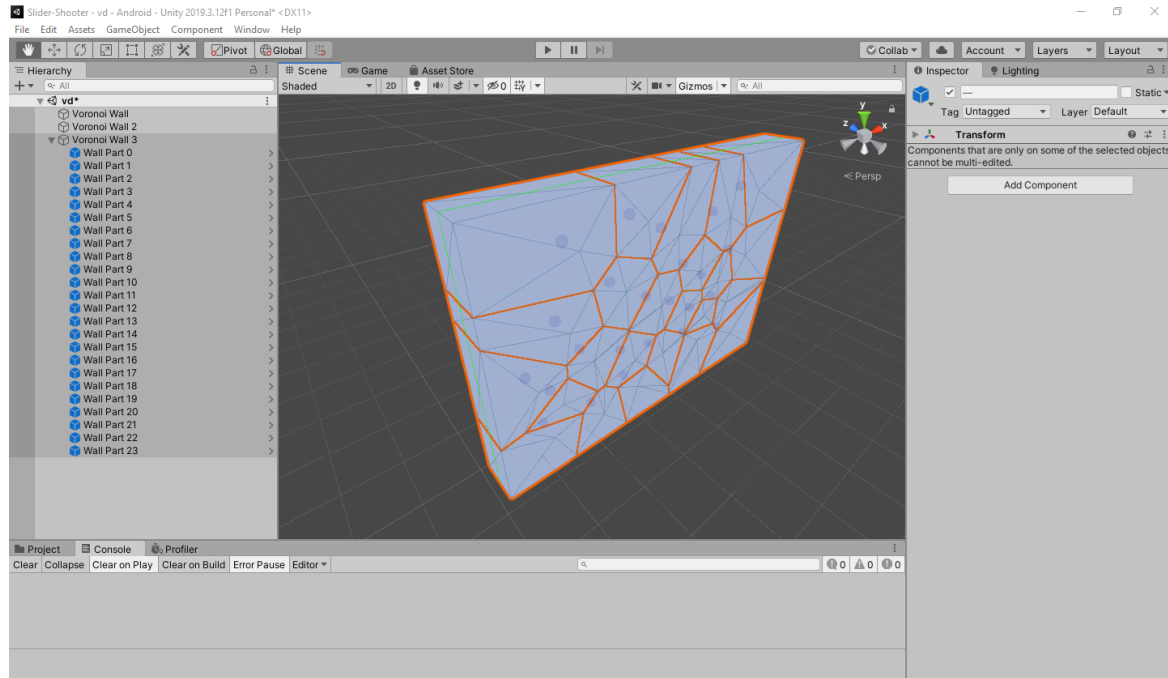 Slider-Shooter - vd - Android - Unity 2019.3.12f1 Personal* <DX11>
File Edit Assets GameObject Component Window Help
Pivot Global Collab Account Layers Layout
Hierarchy
All
vd*
Voronoi Wall
Voronoi Wall 2
Voronoi Wall 3
Wall Part 0
Wall Part 1
Wall Part 2
Wall Part 3
Wall Part 4
Wall Part 5
Wall Part 6
Wall Part 7
Wall Part 8
Wall Part 9
Wall Part 10
Wall Part 11
Wall Part 12
Wall Part 13
Wall Part 14
Wall Part 15
Wall Part 16
Wall Part 17
Wall Part 18
Wall Part 19
Wall Part 20
Wall Part 21
Wall Part 22
Wall Part 23
Scene Game Asset Store
Shaded 2D 0 Gizmos All
y
z x
< Persp
Inspector Lighting
— Static
Tag Untagged Layer Default
Transform
Components that are only on some of the selected objects
cannot be multi-edited.
Add Component
Project Console Profiler
Clear Collapse Clear on Play Clear on Build Error Pause Editor 0 0 0